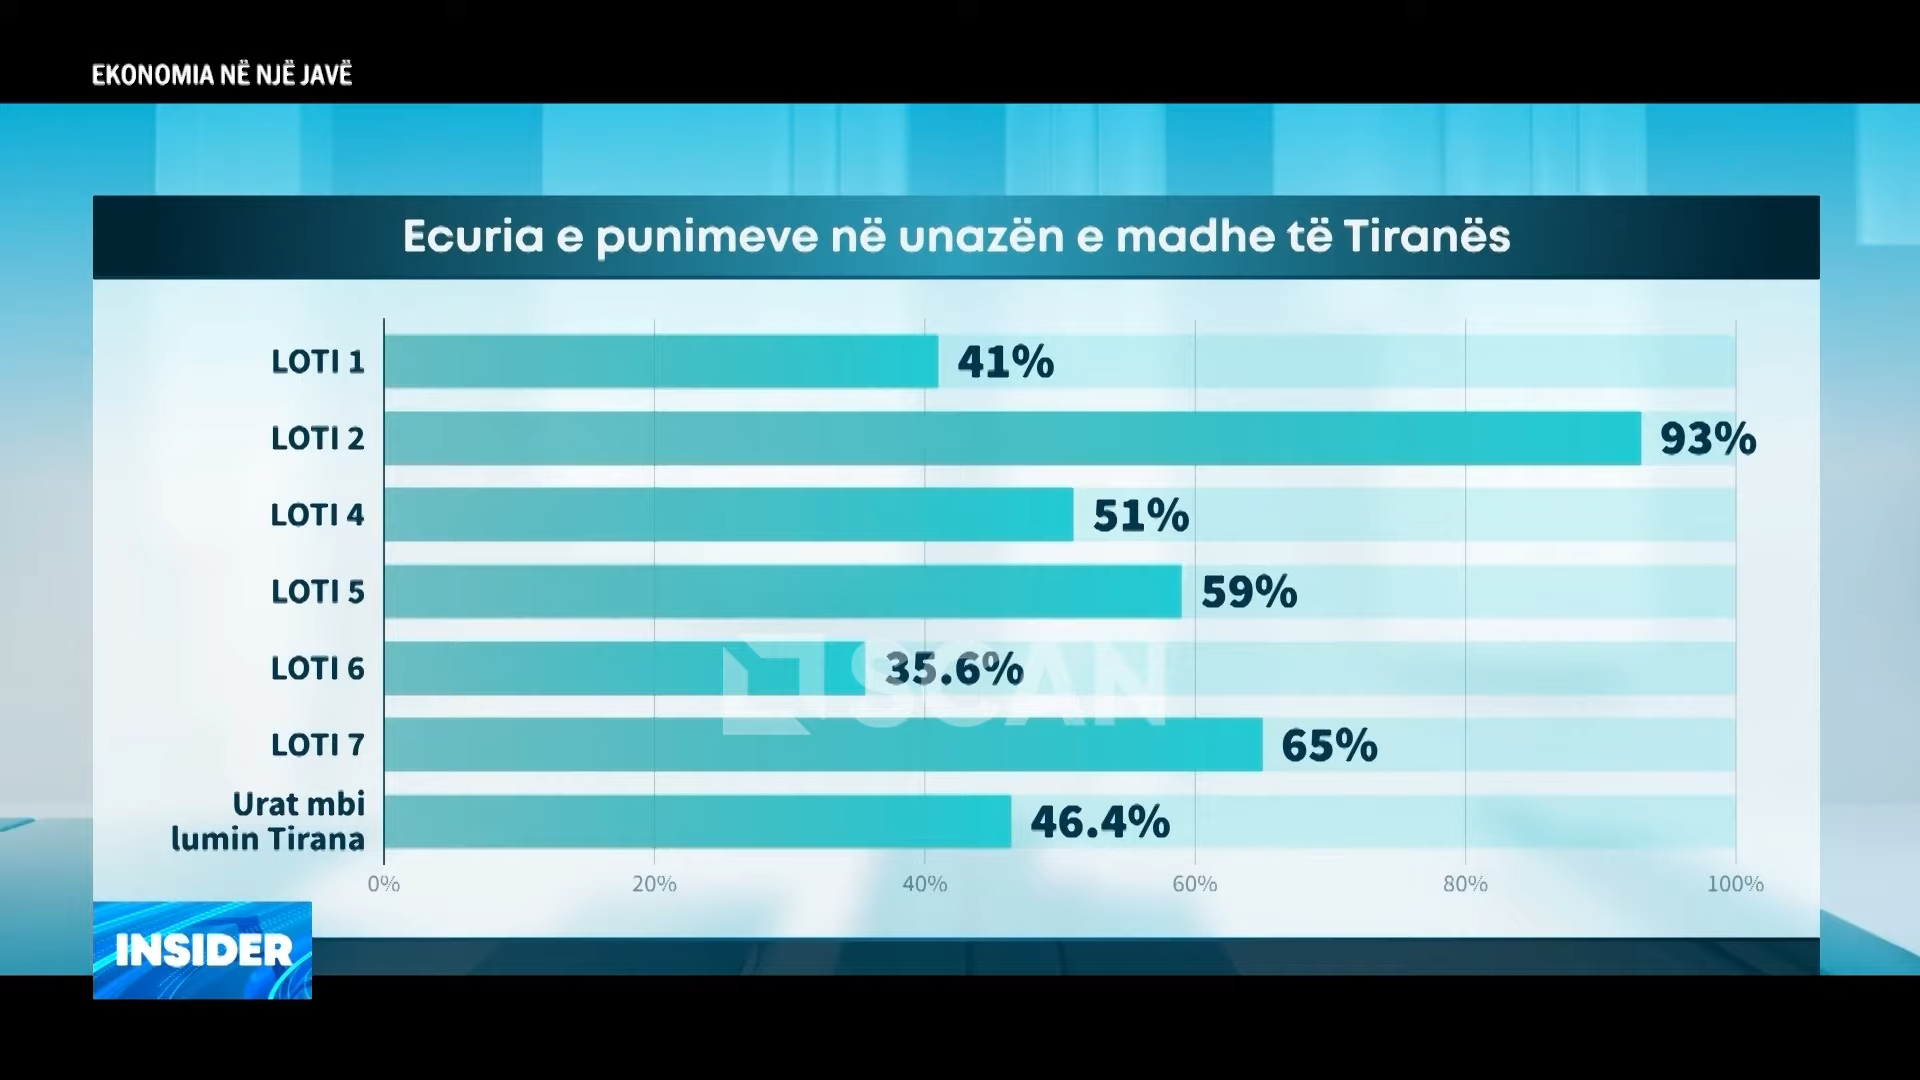 EKONOMIA NË NJË JAVË
Ecuria e punimeve në unazën e madhe të Tiranës
LOTI 1
41%
LOTI 2
93%
LOTI 4
51%
LOTI 5
59%
LOTI 6
35.6%
LOTI 7
65%
Urat mbi
lumin Tirana
46.4%
0%
20%
40%
60%
80%
100%
SCAN
INSIDER